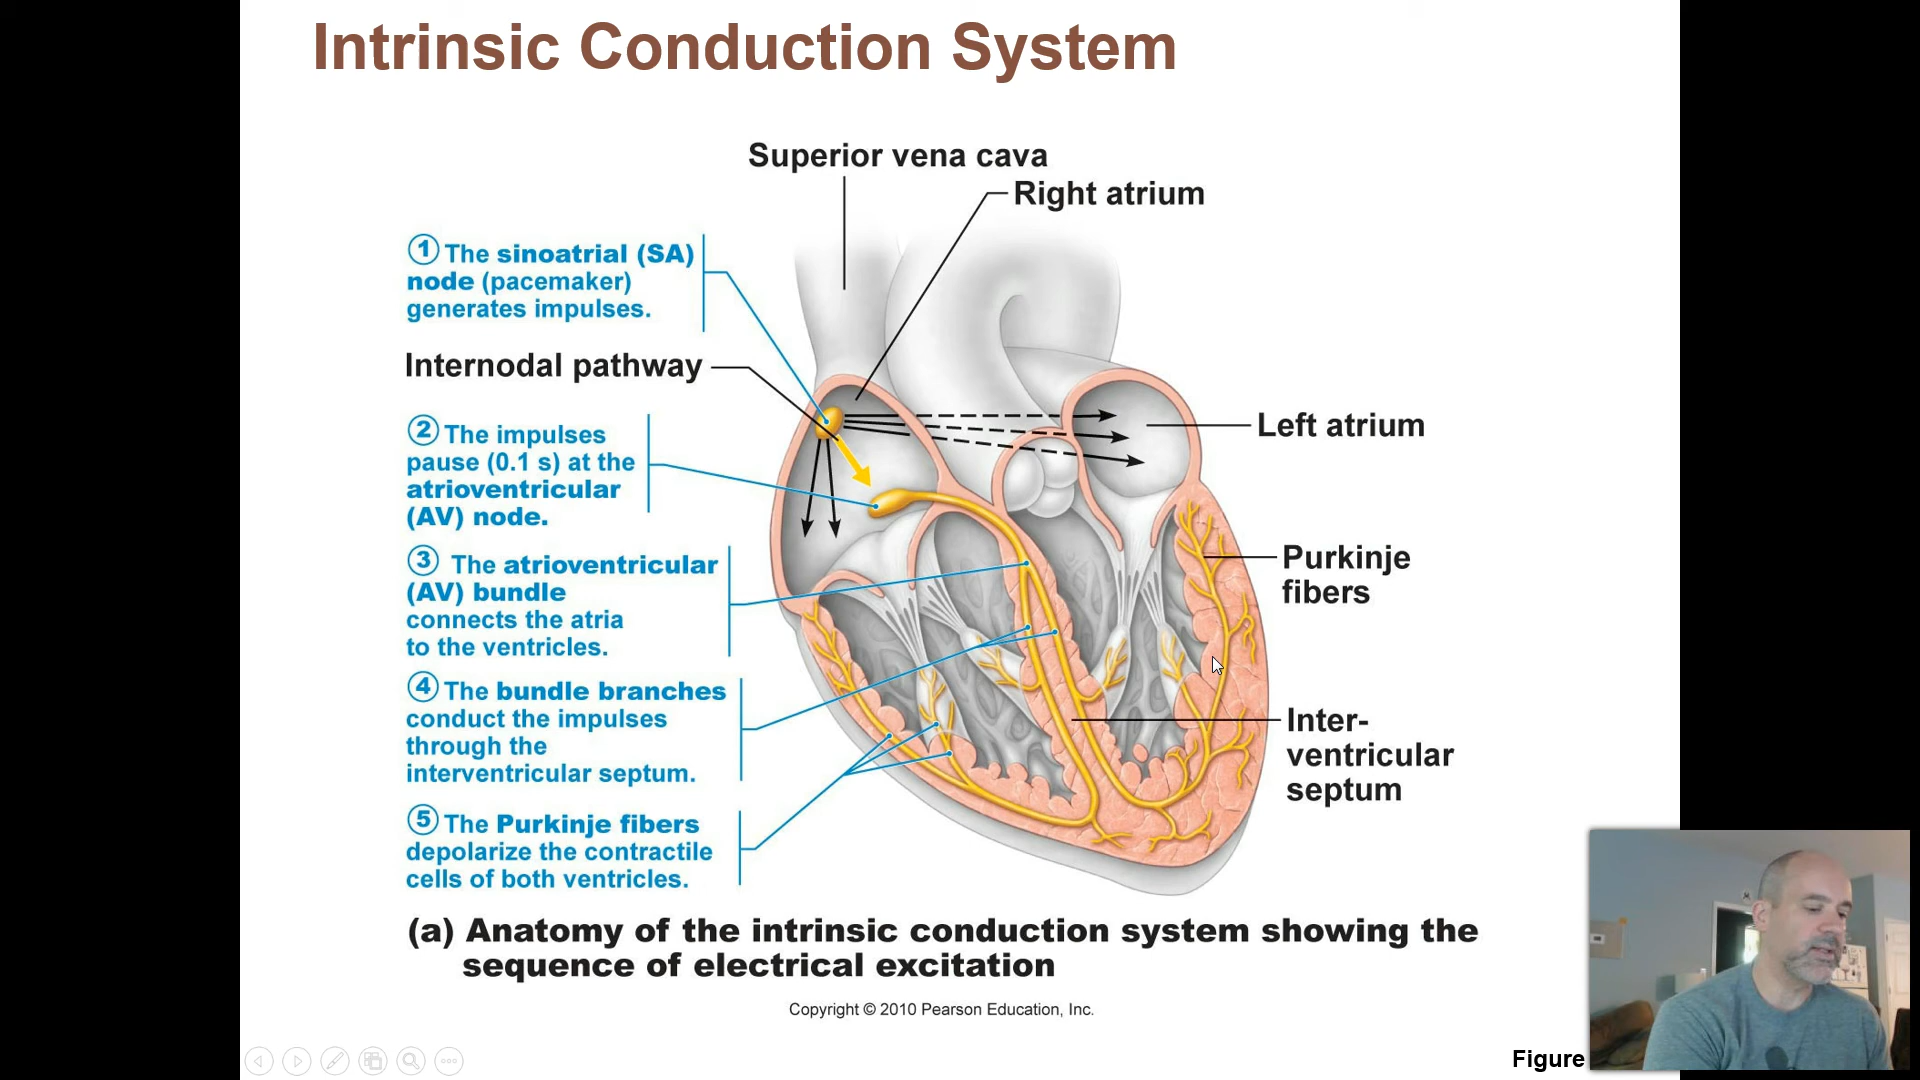 Intrinsic Conduction System
Superior vena cava
Right atrium
① The sinoatrial (SA)
node (pacemaker)
generates impulses.
Internodal pathway
② The impulses
pause (0.1 s) at the
atrioventricular
(AV) node.
③ The atrioventricular
(AV) bundle
connects the atria
to the ventricles.
④ The bundle branches
conduct the impulses
through the
interventricular septum.
⑤ The Purkinje fibers
depolarize the contractile
cells of both ventricles.
Left atrium
Purkinje
fibers
Inter-
ventricular
septum
(a) Anatomy of the intrinsic conduction system showing the
sequence of electrical excitation
Copyright © 2010 Pearson Education, Inc.
Figure